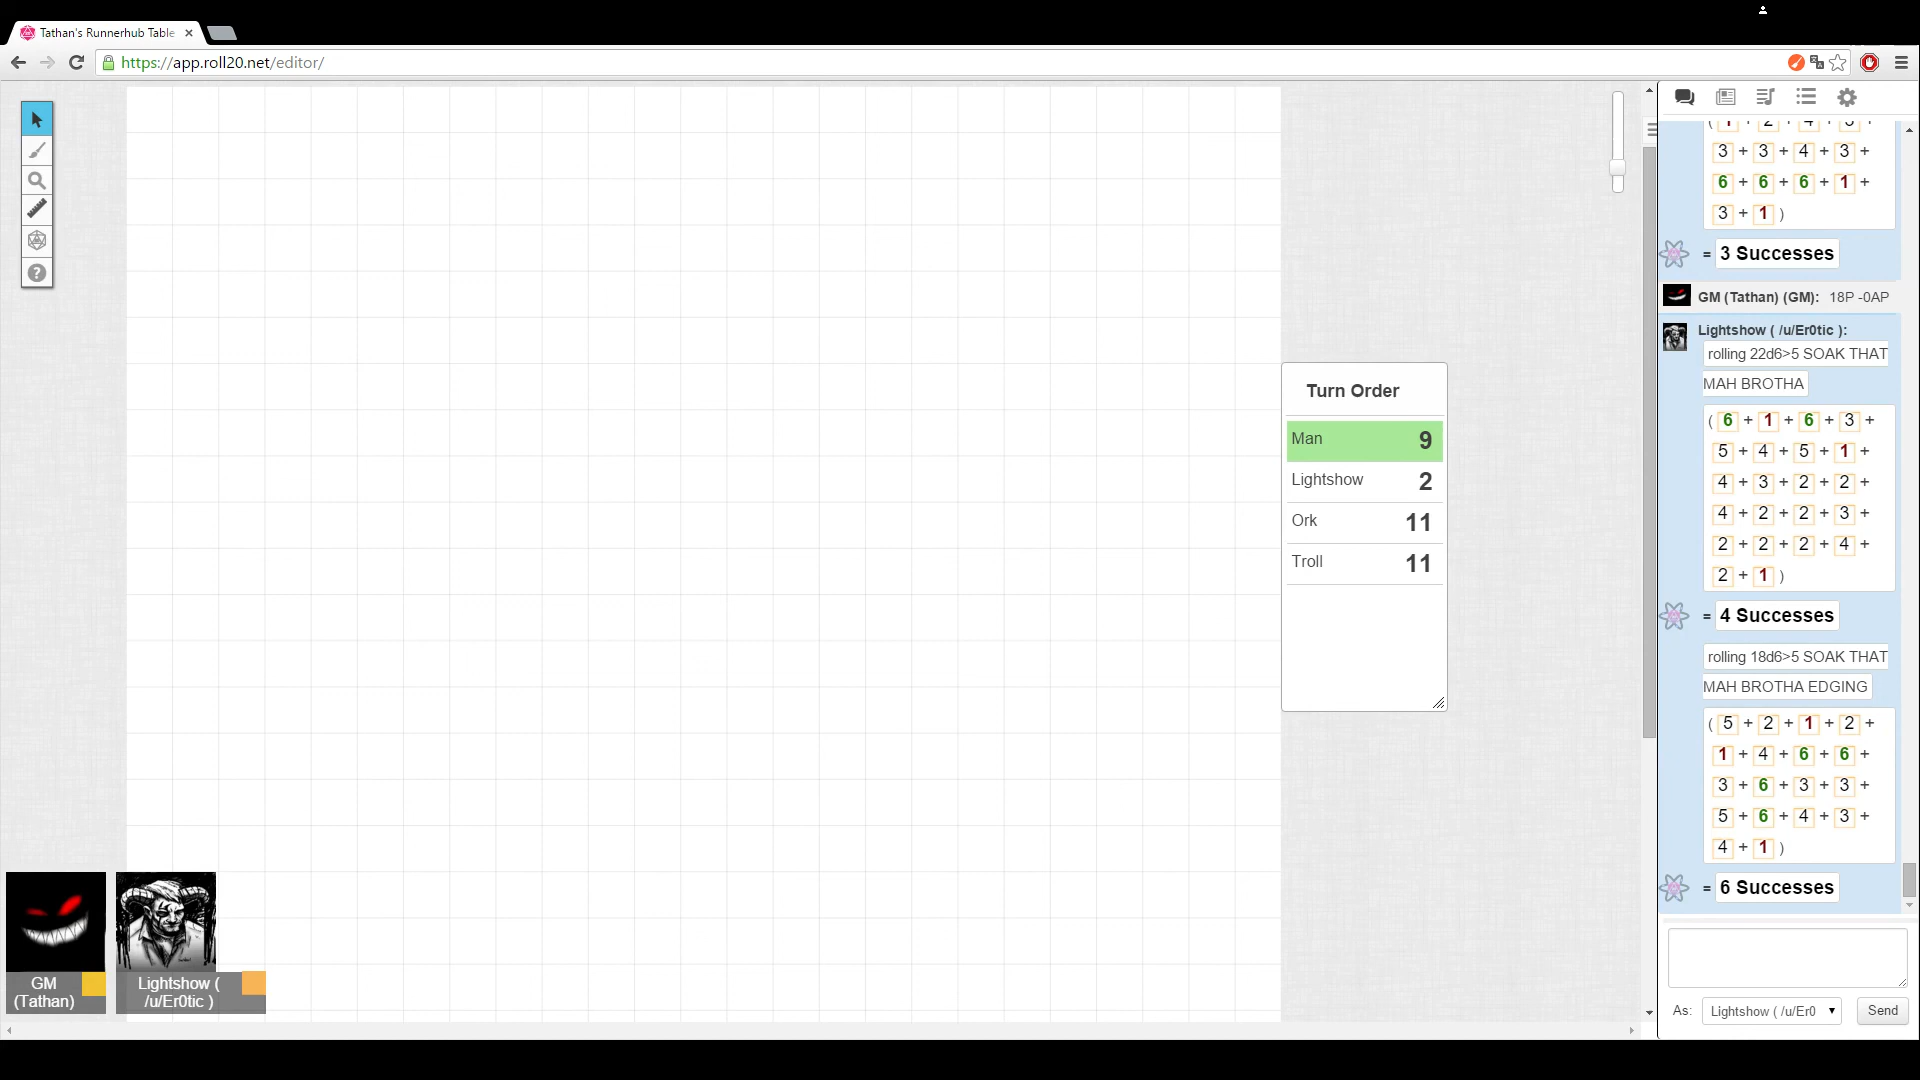 Tathan's Runnerhub Table
https://app.roll20.net/editor/
3 + 3 + 4 + 3 +
6 + 6 + 6 + 1 +
3 + 1 )
= 3 Successes
GM (Tathan) (GM): 18P -0AP
Lightshow ( /u/Er0tic ):
rolling 22d6>5 SOAK THAT
MAH BROTHA
( 6 + 1 + 6 + 3 +
5 + 4 + 5 + 1 +
4 + 3 + 2 + 2 +
4 + 2 + 2 + 3 +
2 + 2 + 2 + 4 +
2 + 1 )
= 4 Successes
rolling 18d6>5 SOAK THAT
MAH BROTHA EDGING
( 5 + 2 + 1 + 2 +
1 + 4 + 6 + 6 +
3 + 6 + 3 + 3 +
5 + 6 + 4 + 3 +
4 + 1 )
= 6 Successes
As: Lightshow ( /u/Er0
Send
Turn Order
Man 9
Lightshow 2
Ork 11
Troll 11
GM
(Tathan)
Lightshow (
/u/Er0tic )